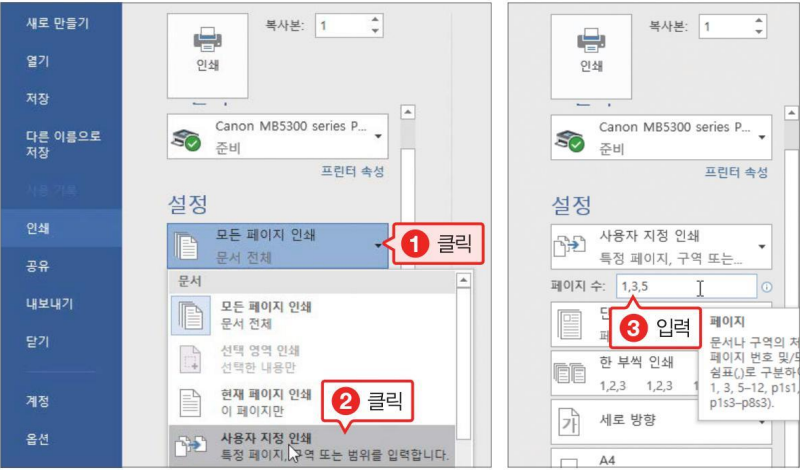 새로 만들기
열기
저장
다른 이름으로
저장
사용 기록
인쇄
공유
내보내기
닫기
계정
옵션
복사본: 1
인쇄
Canon MB5300 series P...
준비
프린터 속성
설정
모든 페이지 인쇄
문서 전체
1 클릭
문서
모든 페이지 인쇄
문서 전체
선택 영역 인쇄
선택한 내용만
현재 페이지 인쇄
이 페이지만
2 클릭
사용자 지정 인쇄
특정 페이지, 구역 또는 범위를 입력합니다.
복사본: 1
인쇄
Canon MB5300 series P...
준비
프린터 속성
설정
사용자 지정 인쇄
특정 페이지, 구역 또는...
페이지 수: 1,3,5
3 입력
한 부씩 인쇄
1,2,3 1,2,3
세로 방향
A4
페이지
문서나 구역의
페이지 번호 및/
쉼표(,)로 구분하
1, 3, 5–12, p1s1,
p1s3–p8s3).